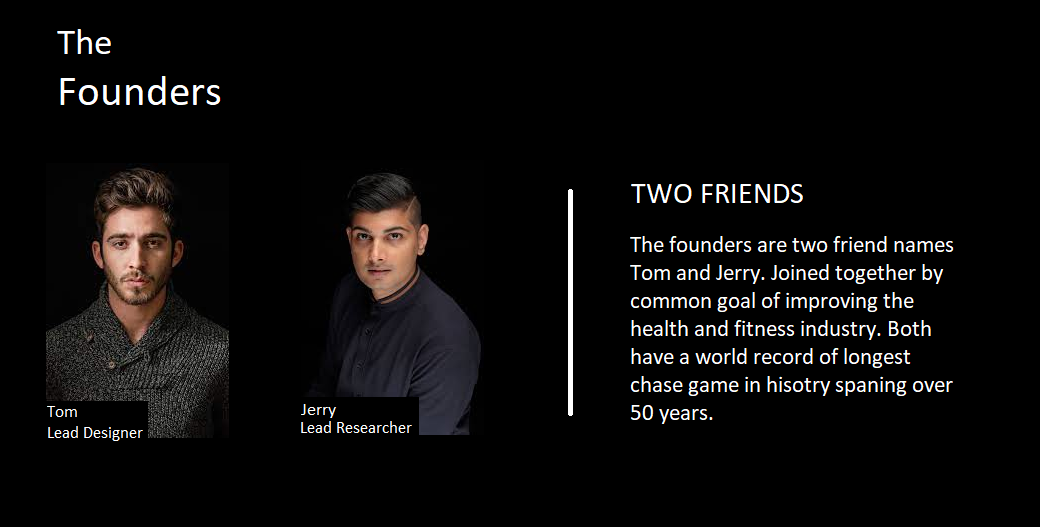 The
Founders
Tom
Lead Designer
Jerry
Lead Researcher
TWO FRIENDS
The founders are two friend names
Tom and Jerry. Joined together by
common goal of improving the
health and fitness industry. Both
have a world record of longest
chase game in hisotry spaning over
50 years.